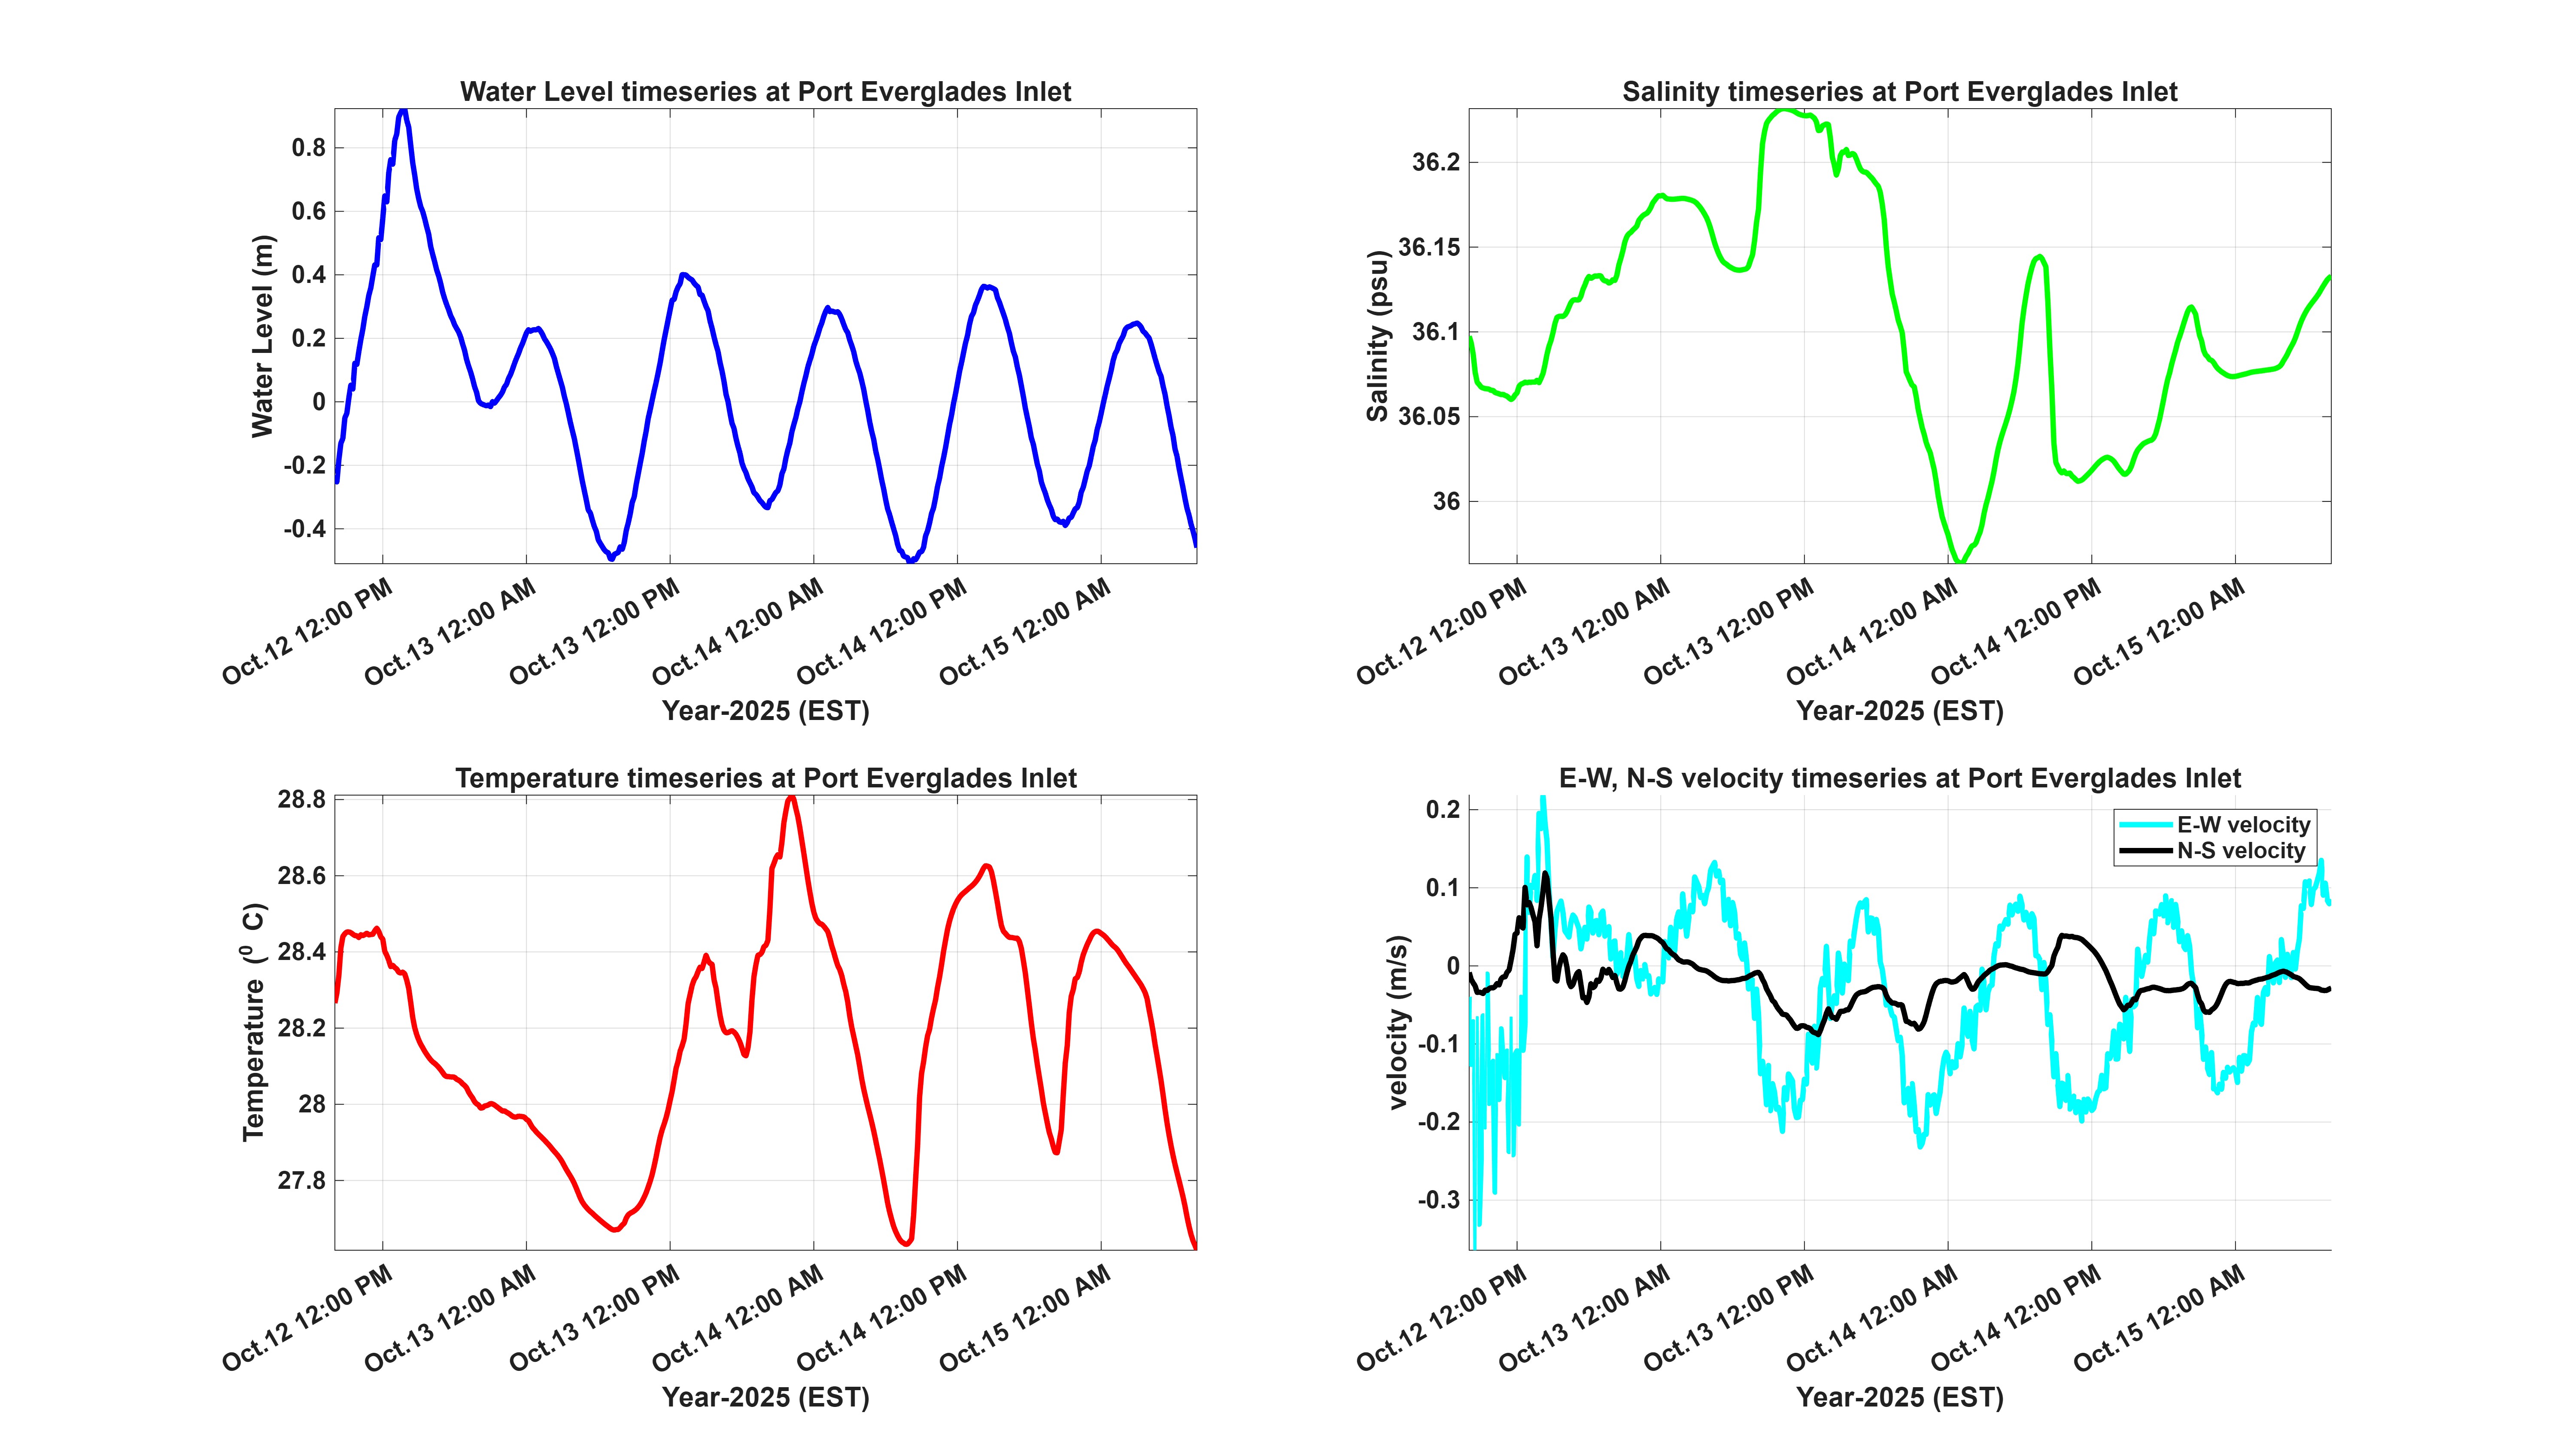 Water Level timeseries at Port Everglades Inlet
Water Level (m)
0.8
0.6
0.4
0.2
0
-0.2
-0.4
Oct.12 12:00 PM
Oct.13 12:00 AM
Oct.13 12:00 PM
Oct.14 12:00 AM
Oct.14 12:00 PM
Oct.15 12:00 AM
Year-2025 (EST)
Salinity timeseries at Port Everglades Inlet
Salinity (psu)
36.2
36.15
36.1
36.05
36
Oct.12 12:00 PM
Oct.13 12:00 AM
Oct.13 12:00 PM
Oct.14 12:00 AM
Oct.14 12:00 PM
Oct.15 12:00 AM
Year-2025 (EST)
Temperature timeseries at Port Everglades Inlet
Temperature (⁰ C)
28.8
28.6
28.4
28.2
28
27.8
Oct.12 12:00 PM
Oct.13 12:00 AM
Oct.13 12:00 PM
Oct.14 12:00 AM
Oct.14 12:00 PM
Oct.15 12:00 AM
Year-2025 (EST)
E-W, N-S velocity timeseries at Port Everglades Inlet
velocity (m/s)
0.2
0.1
0
-0.1
-0.2
-0.3
E-W velocity
N-S velocity
Oct.12 12:00 PM
Oct.13 12:00 AM
Oct.13 12:00 PM
Oct.14 12:00 AM
Oct.14 12:00 PM
Oct.15 12:00 AM
Year-2025 (EST)